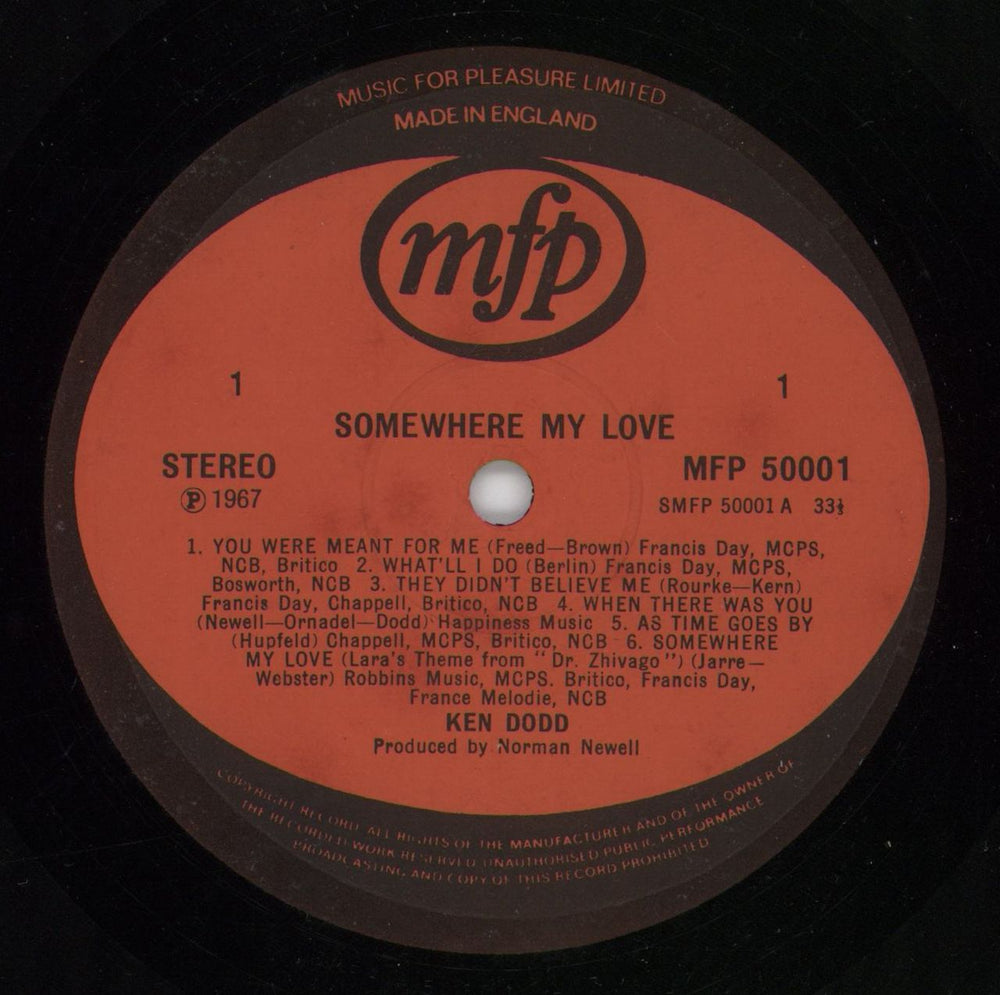 MUSIC FOR PLEASURE LIMITED
MADE IN ENGLAND
mfp
1 1
SOMEWHERE MY LOVE
STEREO MFP 50001
Ⓟ 1967 SMFP 50001 A 33⅓
1. YOU WERE MEANT FOR ME (Freed—Brown) Francis Day, MCPS,
NCB, Britico 2. WHAT'LL I DO (Berlin) Francis Day, MCPS,
Bosworth, NCB 3. THEY DIDN'T BELIEVE ME (Rourke—Kern)
Francis Day, Chappell, Britico, NCB 4. WHEN THERE WAS YOU
(Newell—Ornadel—Dodd) Happiness Music 5. AS TIME GOES BY
(Hupfeld) Chappell, MCPS, Britico, NCB 6. SOMEWHERE
MY LOVE (Lara's Theme from "Dr. Zhivago") (Jarre—
Webster) Robbins Music, MCPS. Britico, Francis Day,
France Melodie, NCB
KEN DODD
Produced by Norman Newell
COPYRIGHT RECORD ALL RIGHTS OF THE MANUFACTURER AND OF THE OWNER OF
THE RECORDED WORK RESERVED UNAUTHORISED PUBLIC PERFORMANCE
BROADCASTING AND COPY OF THIS RECORD PROHIBITED